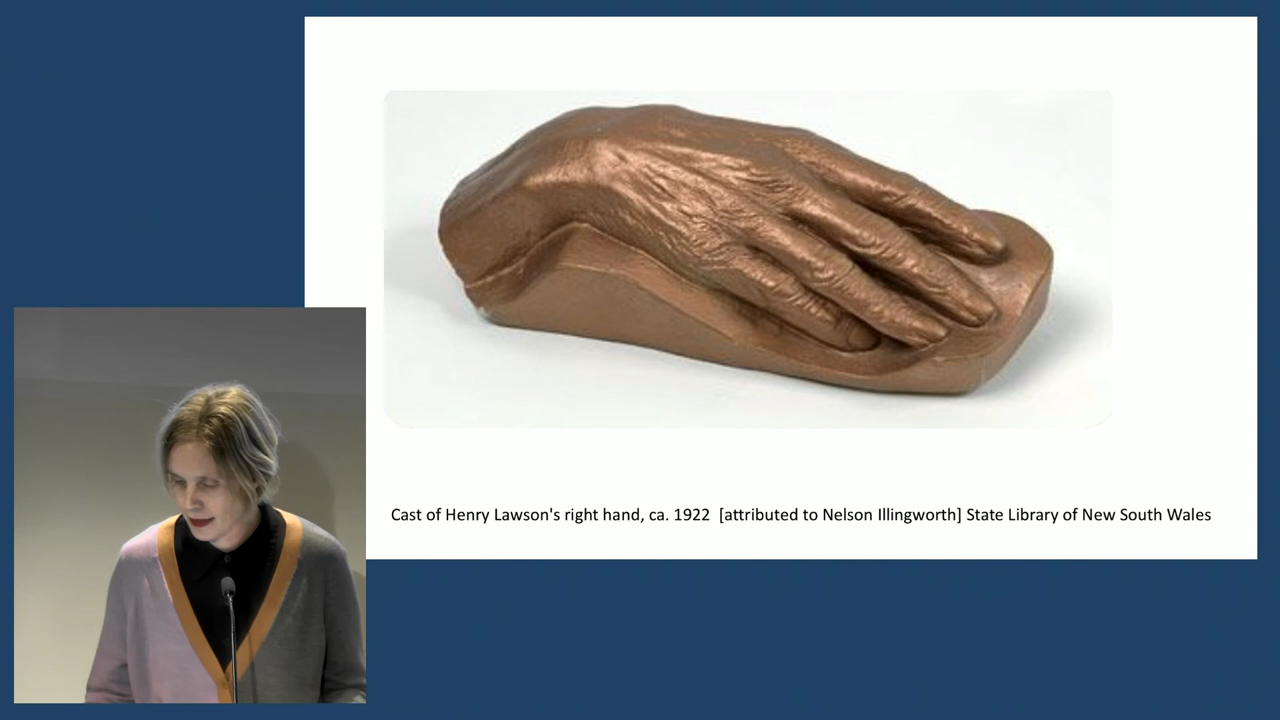 Cast of Henry Lawson's right hand, ca. 1922  [attributed to Nelson Illingworth] State Library of New South Wales